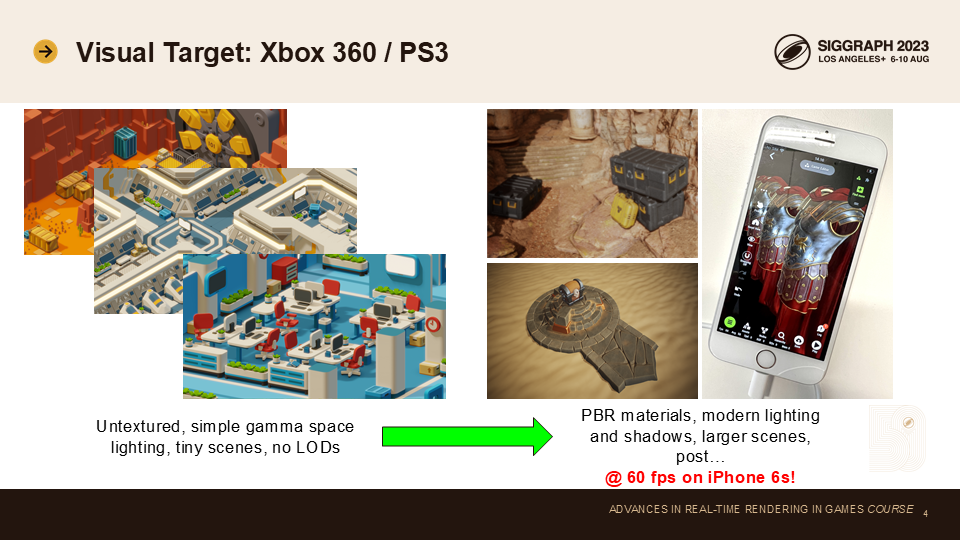 Visual Target: Xbox 360 / PS3
SIGGRAPH 2023
LOS ANGELES+ 6-10 AUG
Untextured, simple gamma space
lighting, tiny scenes, no LODs
PBR materials, modern lighting
and shadows, larger scenes,
post…
@ 60 fps on iPhone 6s!
ADVANCES IN REAL-TIME RENDERING IN GAMES COURSE
4